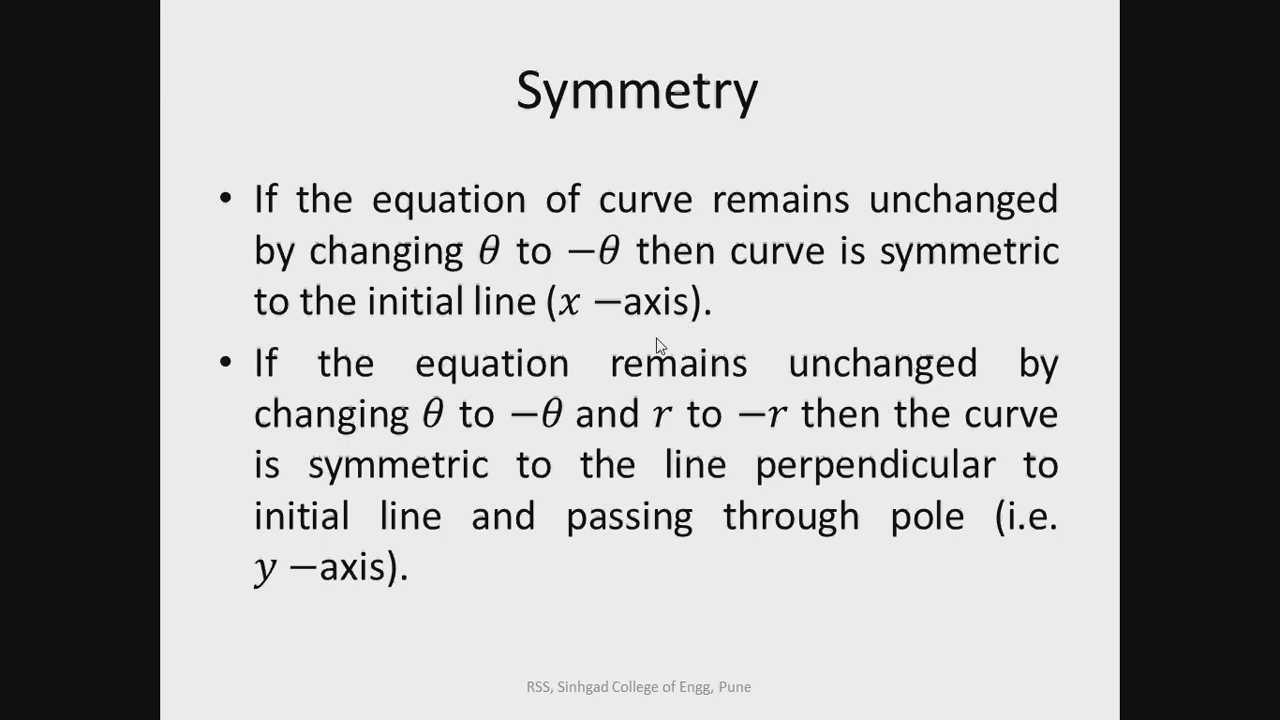 Symmetry
• If the equation of curve remains unchanged
by changing 𝜃 to −𝜃 then curve is symmetric
to the initial line (𝑥 −axis).
• If the equation remains unchanged by
changing 𝜃 to −𝜃 and 𝑟 to −𝑟 then the curve
is symmetric to the line perpendicular to
initial line and passing through pole (i.e.
𝑦 −axis).
RSS, Sinhgad College of Engg, Pune